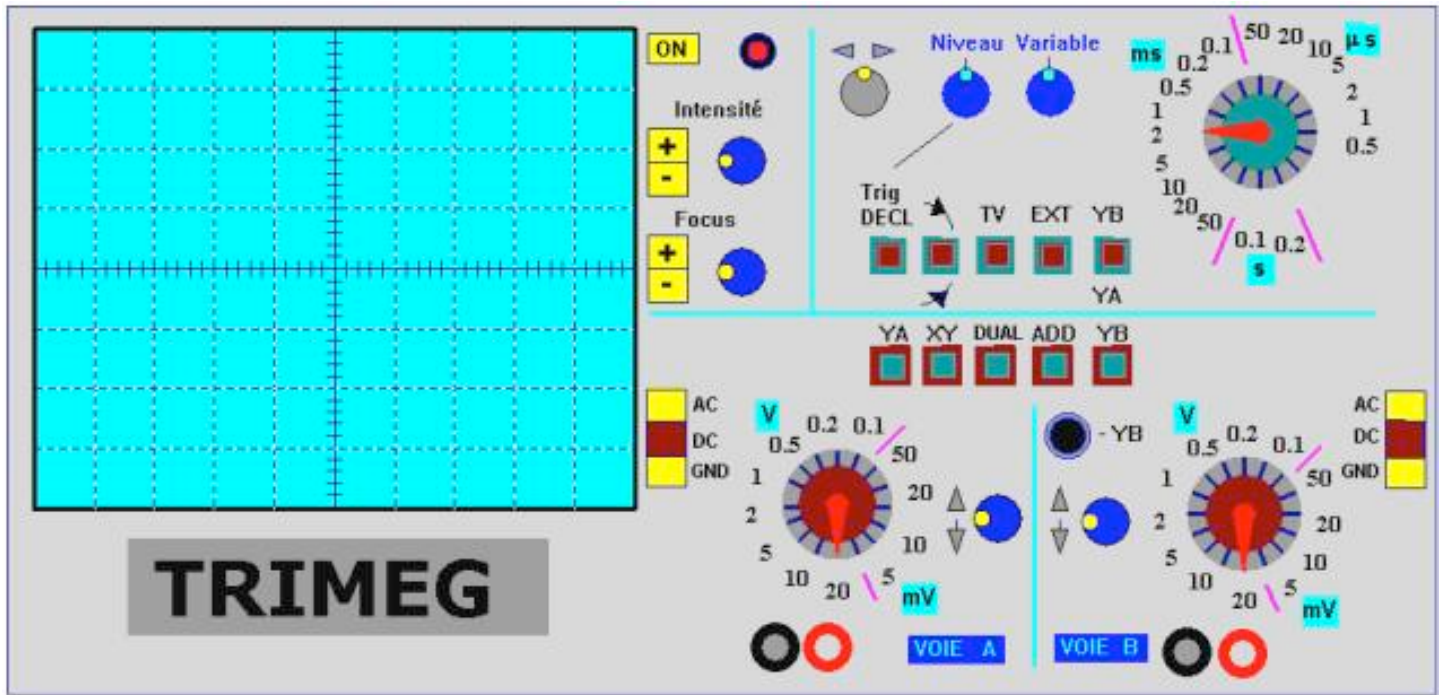 ON
Intensité
+
-
Focus
+
-
Niveau Variable
ms
0.1
50
20
10
µs
0.2
5
0.5
2
1
1
2
0.5
5
10
20
50
0.1
0.2
s
Trig
DECL
TV
EXT
YB
YA
YA
XY
DUAL
ADD
YB
AC
DC
GND
V
0.2
0.1
0.5
50
1
20
2
10
5
5
10
20
mV
VOIE A
- YB
V
0.2
0.1
0.5
50
1
20
2
10
5
5
10
20
mV
VOIE B
AC
DC
GND
TRIMEG